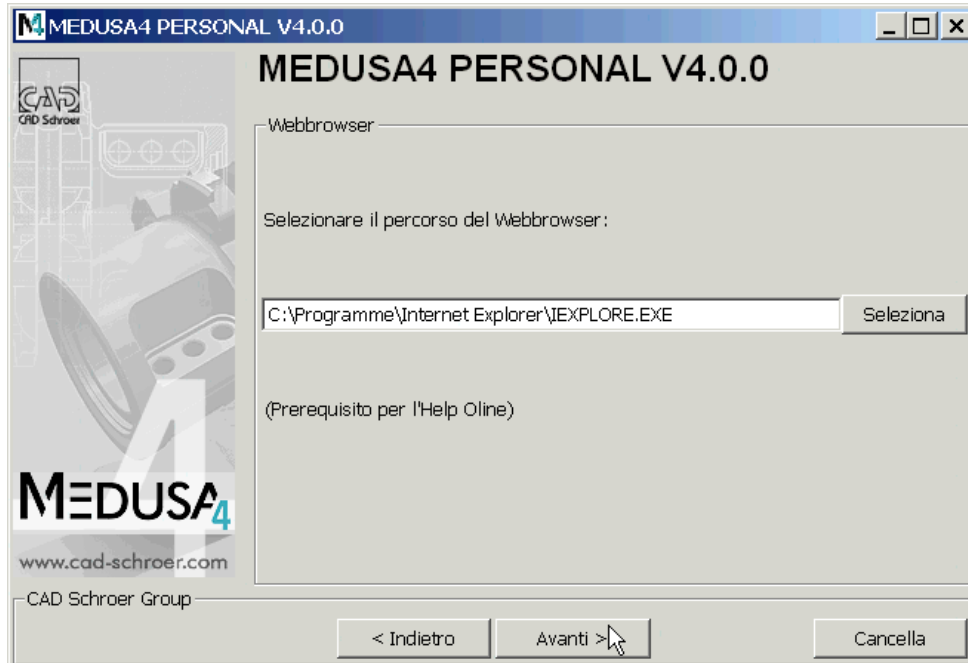 MEDUSA4 PERSONAL V4.0.0
MEDUSA4 PERSONAL V4.0.0
CAD
CAD Schroer
Webbrowser
Selezionare il percorso del Webbrowser:
C:\Programme\Internet Explorer\IEXPLORE.EXE
Seleziona
(Prerequisito per l'Help Oline)
4
MEDUSA4
www.cad-schroer.com
CAD Schroer Group
< Indietro
Avanti >
Cancella